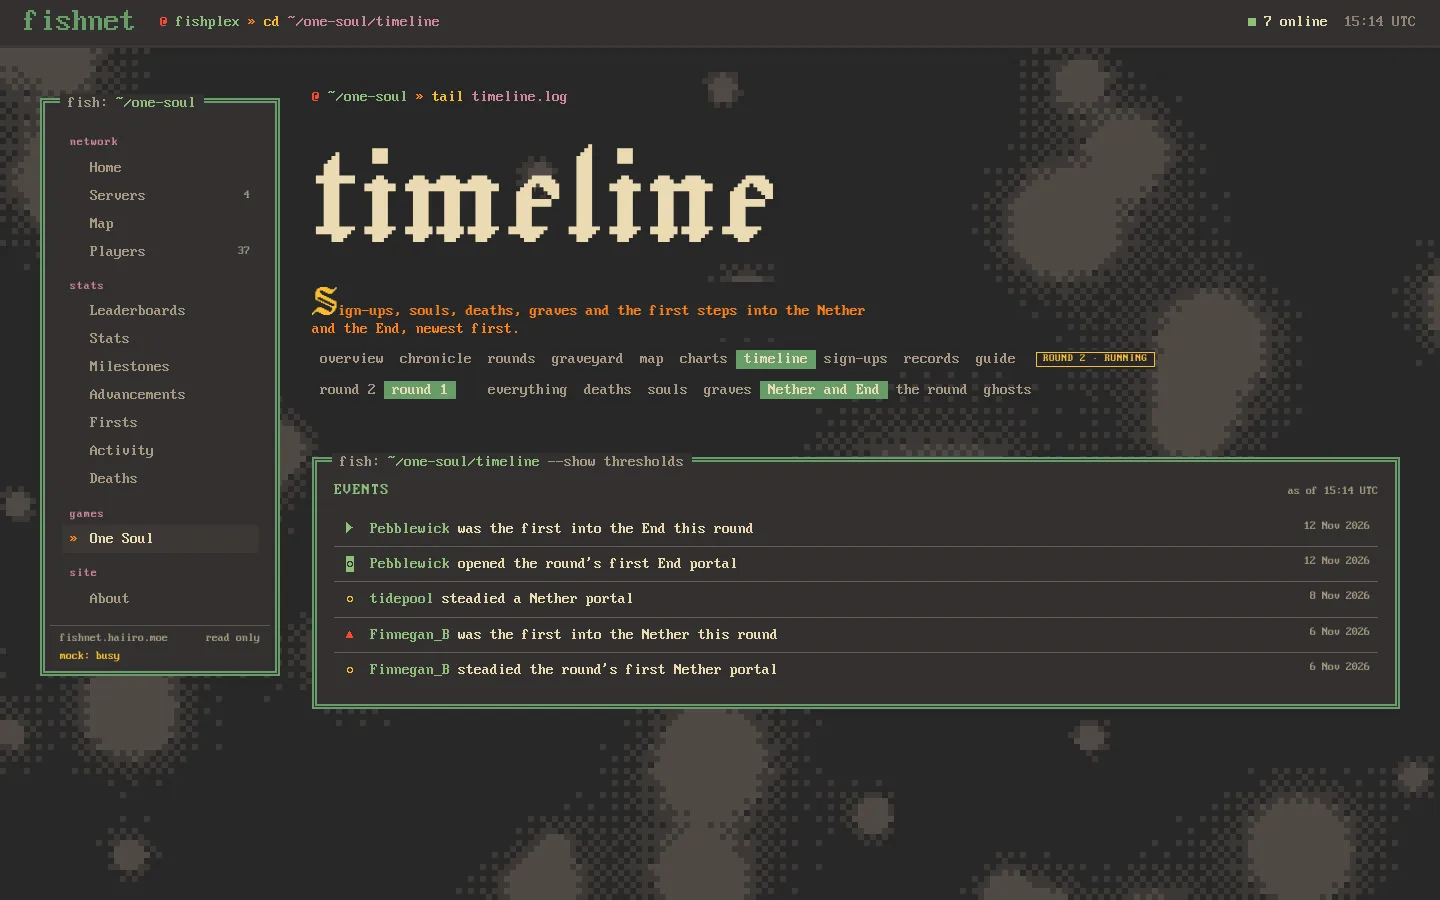 fishnet @ fishplex » cd ~/one-soul/timeline 7 online 15:14 UTC
fish: ~/one-soul
network
Home
Servers 4
Map
Players 37
stats
Leaderboards
Stats
Milestones
Advancements
Firsts
Activity
Deaths
games
» One Soul
site
About
fishnet.haiiro.moe read only
mock: busy
@ ~/one-soul » tail timeline.log
timeline
Sign-ups, souls, deaths, graves and the first steps into the Nether
and the End, newest first.
overview chronicle rounds graveyard map charts timeline sign-ups records guide ROUND 2 - RUNNING
round 2 round 1 everything deaths souls graves Nether and End the round ghosts
fish: ~/one-soul/timeline --show thresholds
EVENTS as of 15:14 UTC
Pebblewick was the first into the End this round 12 Nov 2026
Pebblewick opened the round's first End portal 12 Nov 2026
tidepool steadied a Nether portal 8 Nov 2026
Finnegan_B was the first into the Nether this round 6 Nov 2026
Finnegan_B steadied the round's first Nether portal 6 Nov 2026